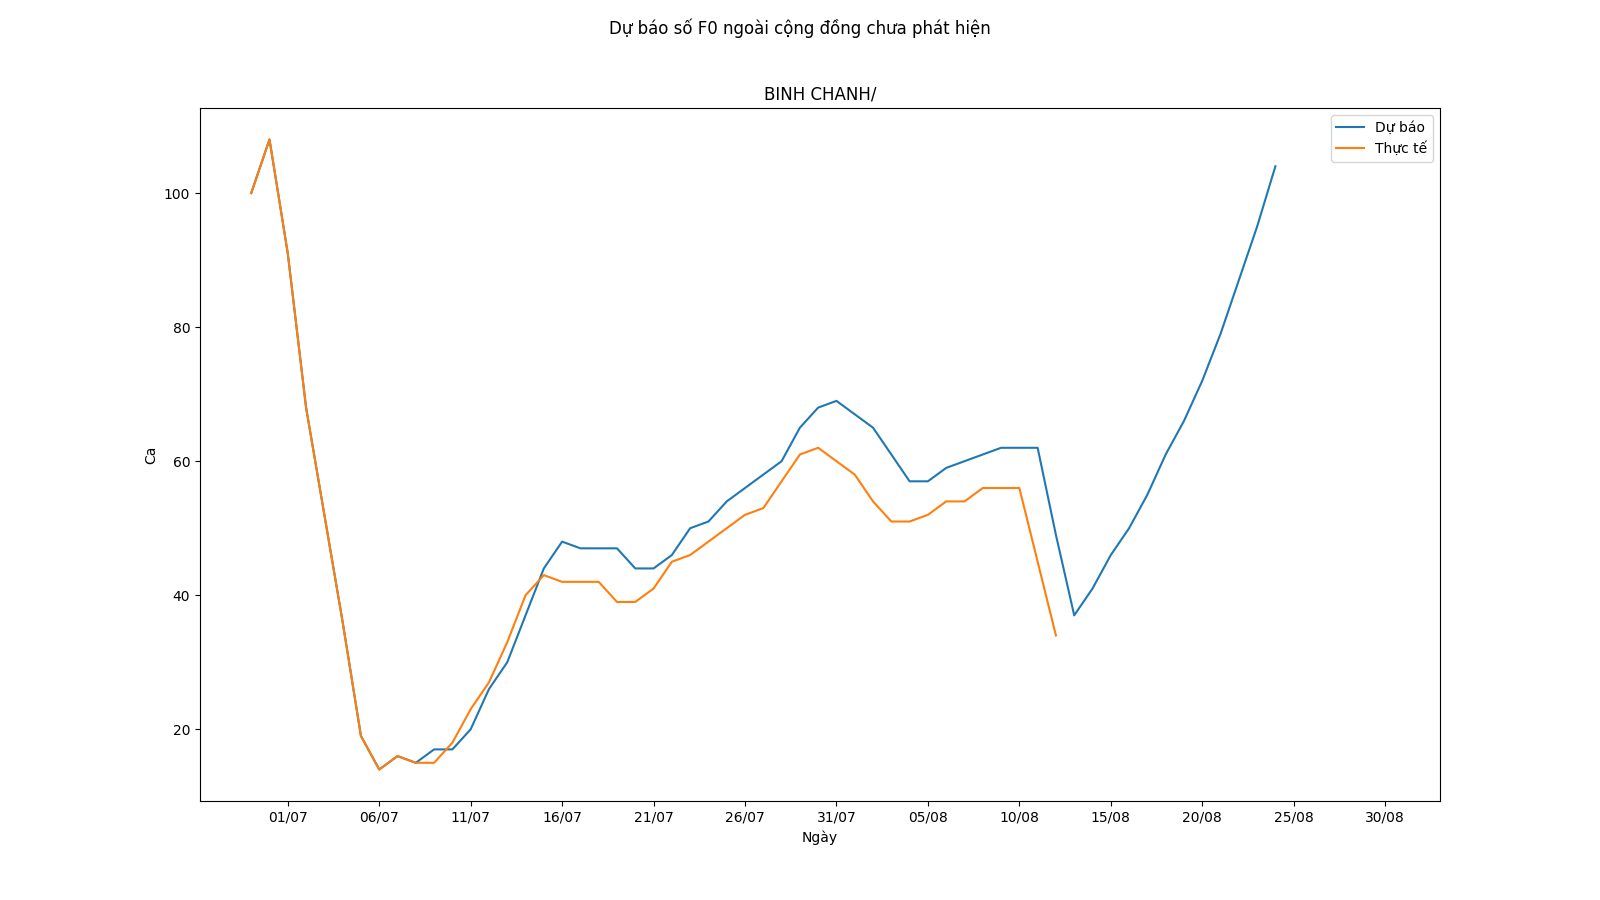 Dự báo số F0 ngoài cộng đồng chưa phát hiện
BINH CHANH/
Dự báo
Thực tế
100
80
60
40
20
Ca
01/07 06/07 11/07 16/07 21/07 26/07 31/07 05/08 10/08 15/08 20/08 25/08 30/08
Ngày